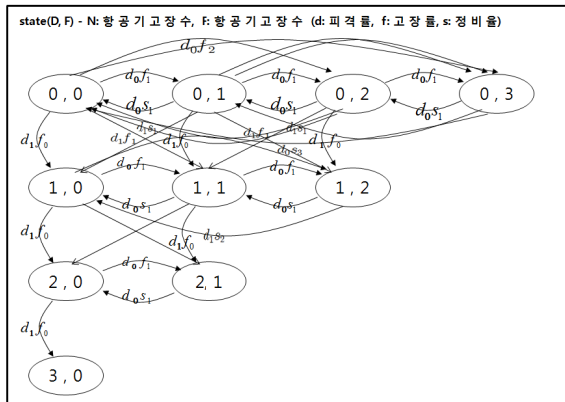 state(D, F) - N: 항공기고장수, F: 항공기고장수 (d: 피격률, f: 고장률, s: 정비율)
d₀f₂
d₀f₁ d₀f₁ d₀f₁
0, 0 0, 1 0, 2 0, 3
d₀s₁ d₀s₁ d₀s₁
d₁f₀ d₁f₁ d₁s₁ d₁f₀ d₁f₁ d₁s₁ d₁f₀
d₀s₃
d₀f₁ d₀f₁
1, 0 1, 1 1, 2
d₀s₁ d₀s₁
d₁f₀ d₁f₀ d₁s₂
d₀f₁
2, 0 2, 1
d₀s₁
d₁f₀
3, 0